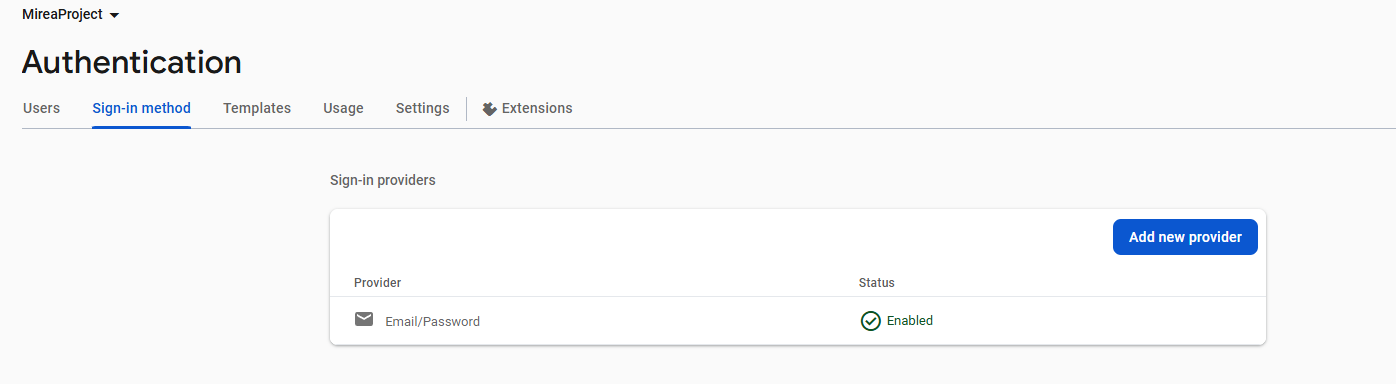 MireaProject
Authentication
Users Sign-in method Templates Usage Settings Extensions
Sign-in providers
Add new provider
Provider Status
Email/Password Enabled